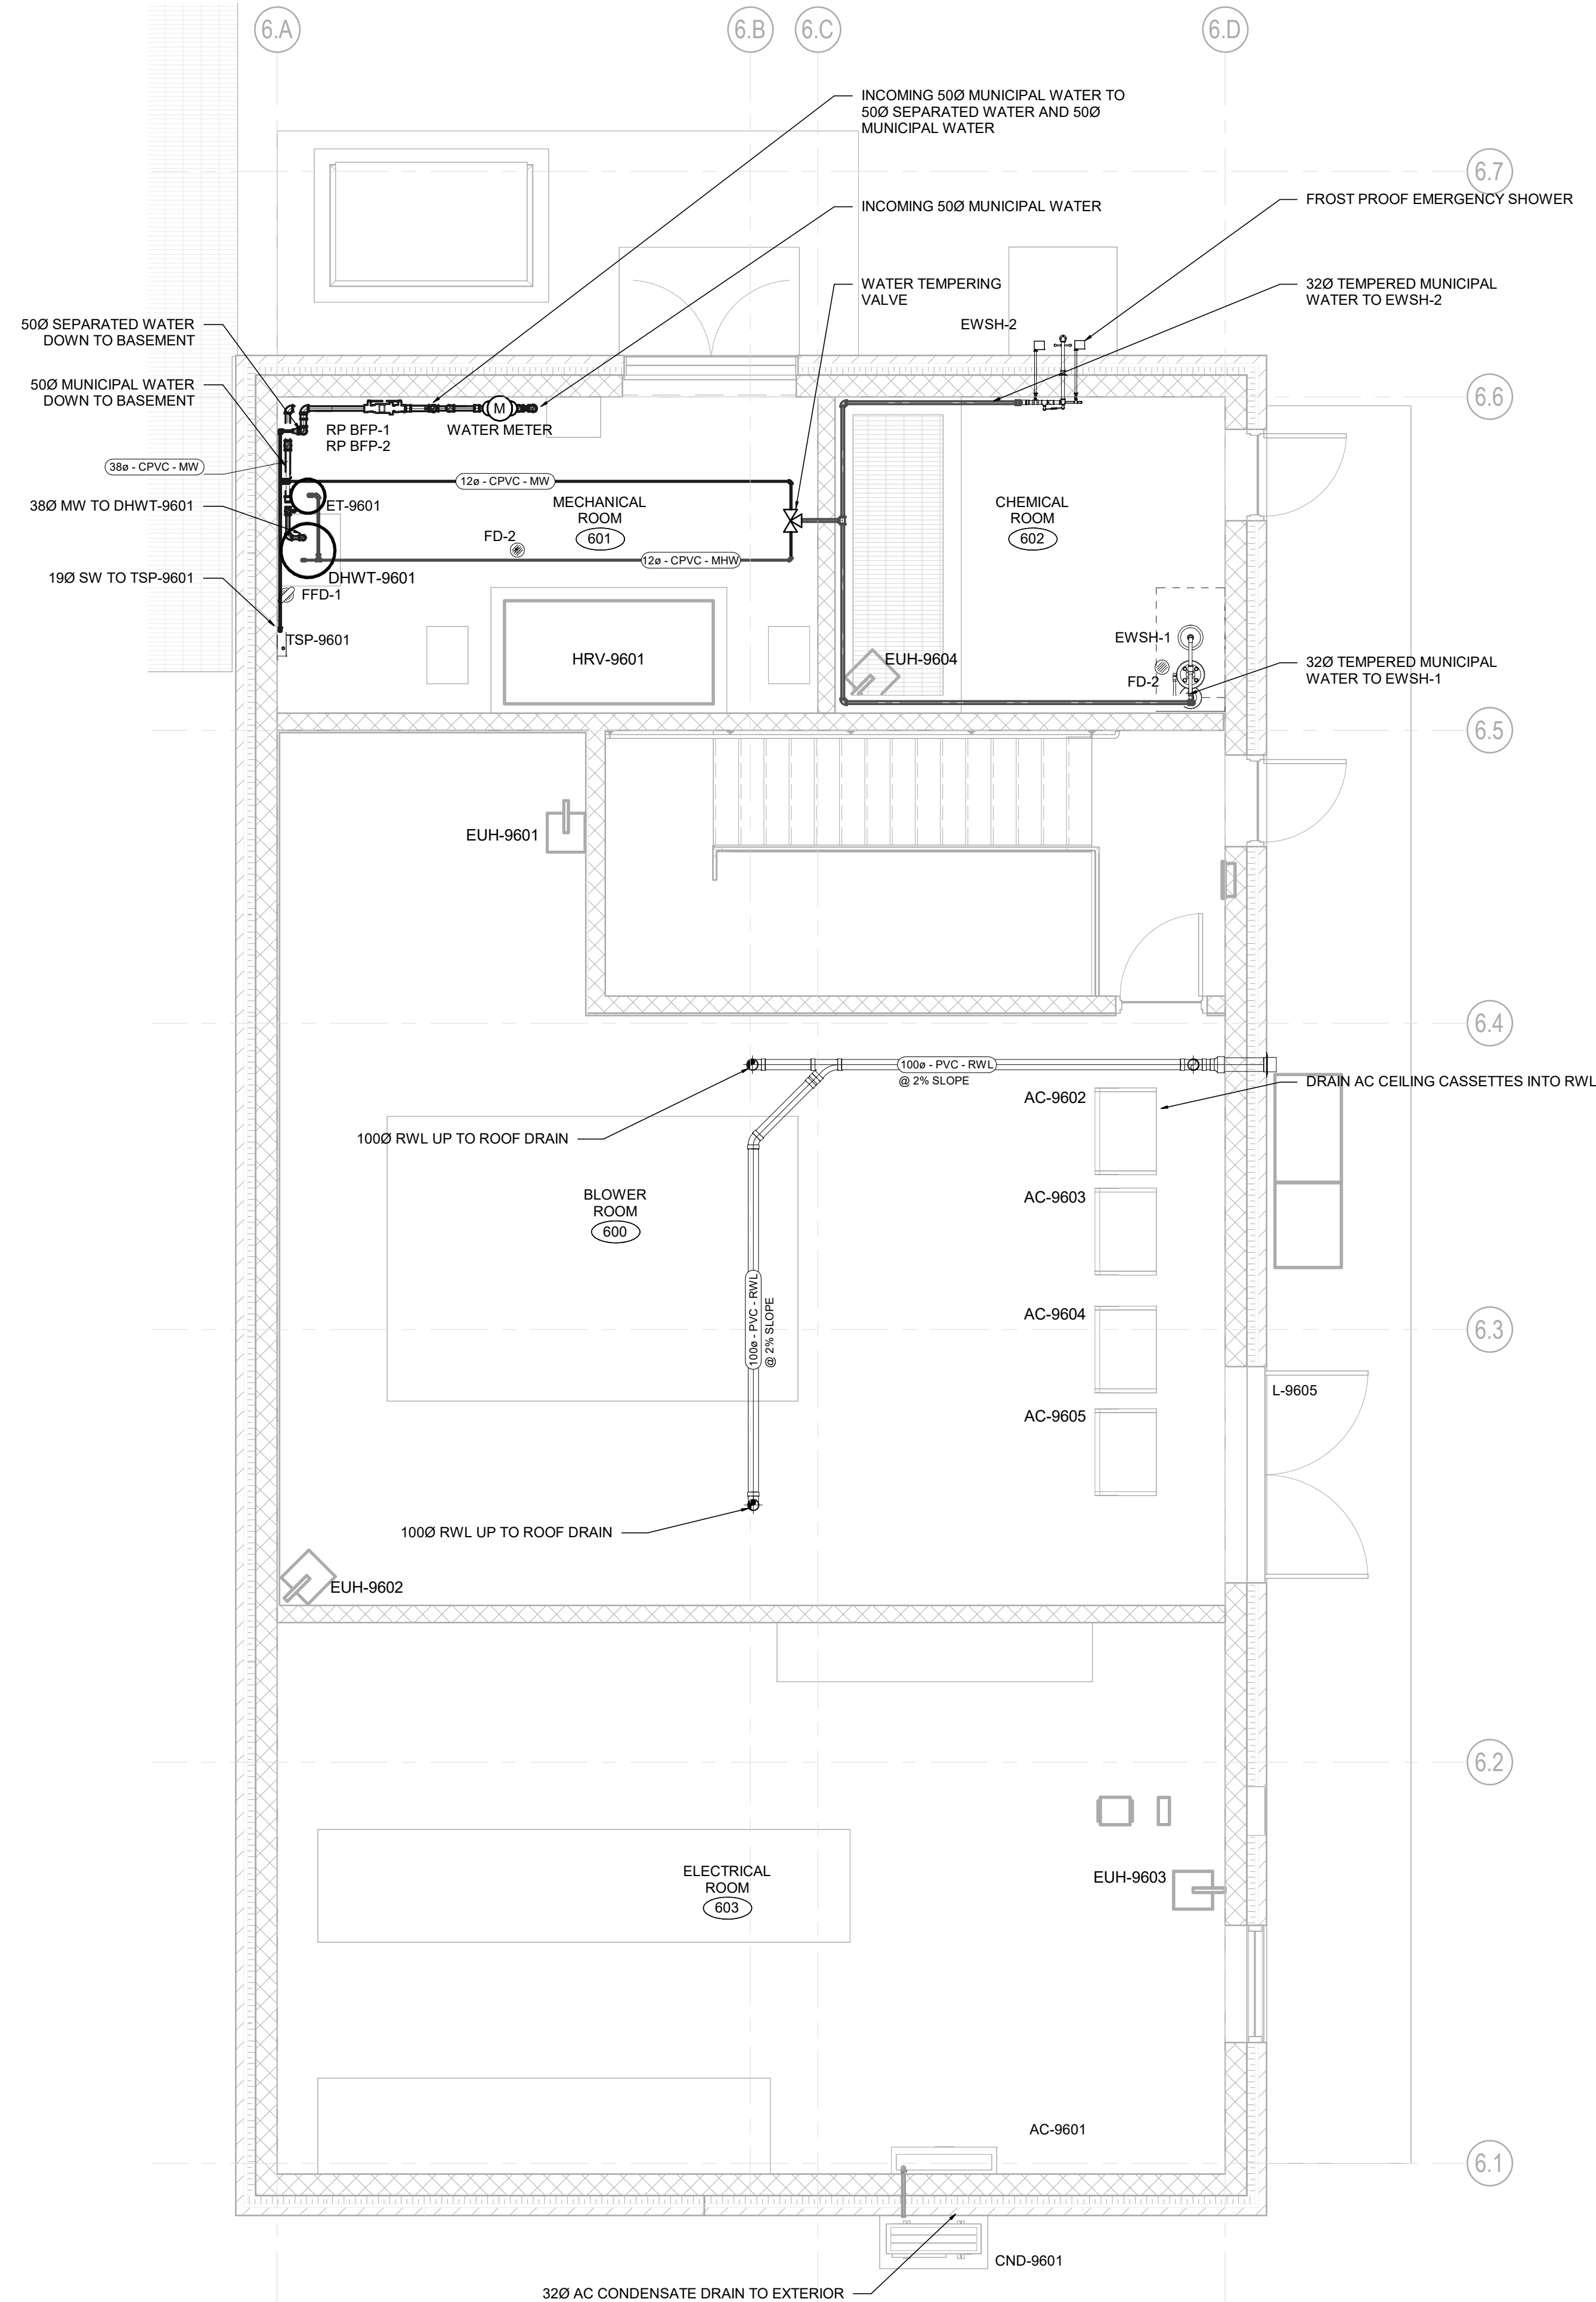 6.A
6.B
6.C
6.D
INCOMING 50Ø MUNICIPAL WATER TO
50Ø SEPARATED WATER AND 50Ø
MUNICIPAL WATER
6.7
INCOMING 50Ø MUNICIPAL WATER
FROST PROOF EMERGENCY SHOWER
WATER TEMPERING
VALVE
32Ø TEMPERED MUNICIPAL
WATER TO EWSH-2
EWSH-2
50Ø SEPARATED WATER
DOWN TO BASEMENT
50Ø MUNICIPAL WATER
DOWN TO BASEMENT
6.6
M
RP BFP-1
RP BFP-2
WATER METER
38ø - CPVC - MW
12ø - CPVC - MW
38Ø MW TO DHWT-9601
ET-9601
MECHANICAL
ROOM
601
CHEMICAL
ROOM
602
FD-2
12ø - CPVC - MHW
19Ø SW TO TSP-9601
DHWT-9601
FFD-1
TSP-9601
HRV-9601
EUH-9604
EWSH-1
FD-2
32Ø TEMPERED MUNICIPAL
WATER TO EWSH-1
6.5
EUH-9601
6.4
100ø - PVC - RWL
@ 2% SLOPE
DRAIN AC CEILING CASSETTES INTO RWL
AC-9602
100Ø RWL UP TO ROOF DRAIN
AC-9603
BLOWER
ROOM
600
100ø - PVC - RWL
@ 2% SLOPE
AC-9604
6.3
L-9605
AC-9605
100Ø RWL UP TO ROOF DRAIN
EUH-9602
6.2
ELECTRICAL
ROOM
603
EUH-9603
AC-9601
6.1
CND-9601
32Ø AC CONDENSATE DRAIN TO EXTERIOR